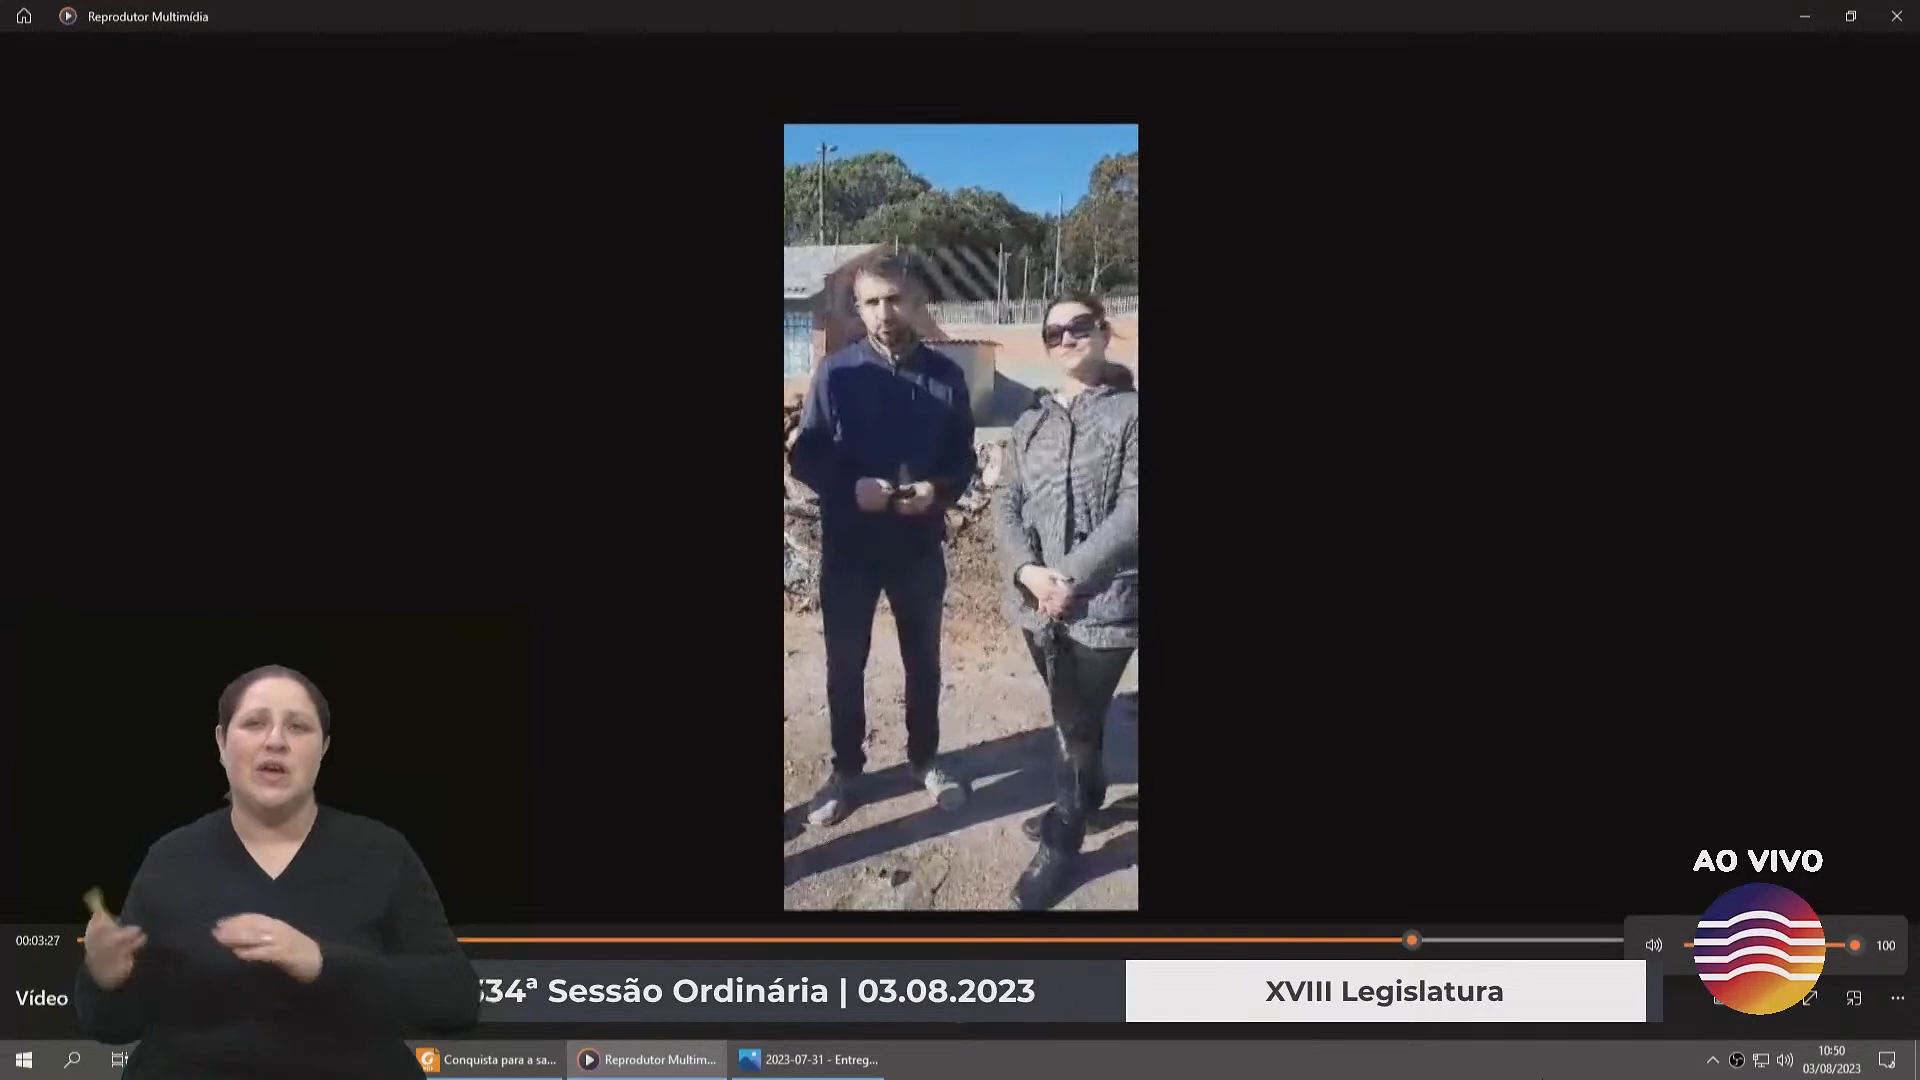 Reprodutor Multimídia
AO VIVO
00:03:27
100
34ª Sessão Ordinária | 03.08.2023
XVIII Legislatura
Vídeo
Conquista para a sa...
Reprodutor Multim...
2023-07-31 - Entreg...
10:50
03/08/2023